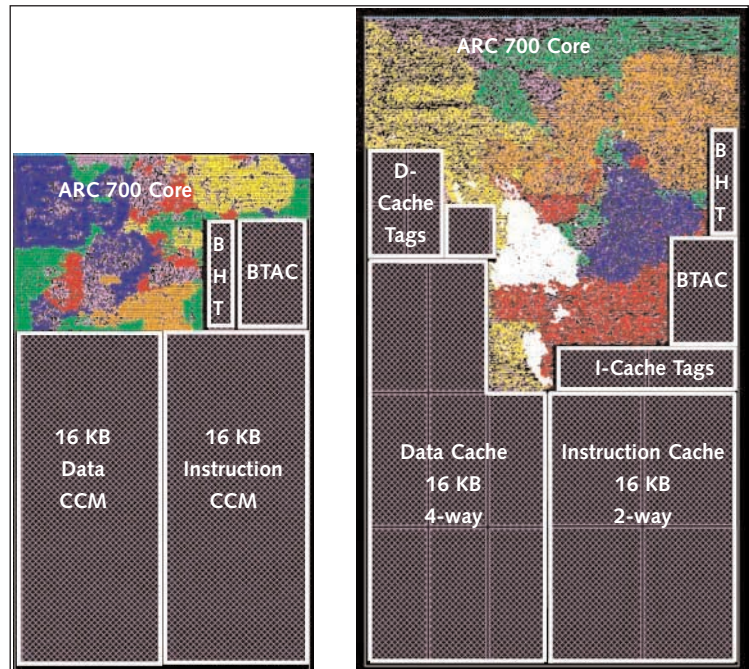 ARC 700 Core
B
H
T
BTAC
16 KB
Data
CCM
16 KB
Instruction
CCM
ARC 700 Core
D-
Cache
Tags
B
H
T
BTAC
I-Cache Tags
Data Cache
16 KB
4-way
Instruction Cache
16 KB
2-way